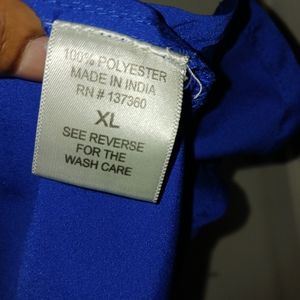 100% POLYESTER
MADE IN INDIA
RN # 137360
XL
SEE REVERSE
FOR THE
WASH CARE